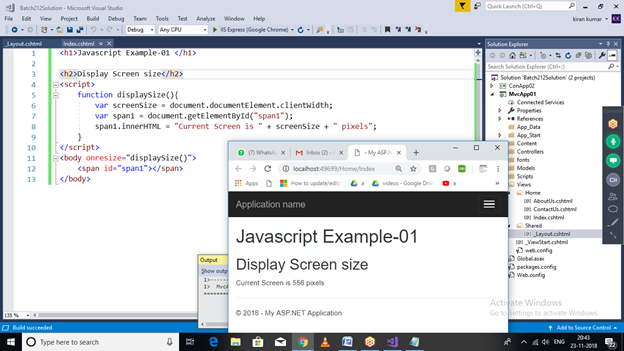 Batch212Solution - Microsoft Visual Studio
Quick Launch (Ctrl+Q)
File Edit View Project Build Debug Team Tools Test Analyze Window Help
kiran kumar
KK
Debug Any CPU IIS Express (Google Chrome)
_Layout.cshtml Index.cshtml
1 <h1>Javascript Example-01 </h1>
2
3 <h2>Display Screen size</h2>
4 <script>
5 function displaySize(){
6 var screenSize = document.documentElement.clientWidth;
7 var span1 = document.getElementById("span1");
8 span1.innerHTML = "Current Screen is " + screenSize + " pixels";
9 }
10 </script>
11 <body onresize="displaySize()">
12 <span id="span1"></span>
13 </body>
135 %
Output
Show outpu
1>------
1> MvcA
Solution Explorer
Search Solution Explorer (Ctrl+;)
Solution 'Batch212Solution' (2 projects)
ConApp02
MvcApp01
Connected Services
Properties
References
App_Data
App_Start
Content
Controllers
fonts
Models
Scripts
Views
Home
AboutUs.cshtml
ContactUs.cshtml
Index.cshtml
Shared
_Layout.cshtml
_ViewStart.cshtml
web.config
Global.asax
packages.config
Web.config
(7) WhatsA
Inbox (2) -
- My ASP.N
localhost:49699/Home/Index
Apps
How to update/edit
a
videos - Google Driv
a
Application name
Javascript Example-01
Display Screen size
Current Screen is 556 pixels
© 2018 - My ASP.NET Application
Activate Windows
Go to Settings to activate Windows.
Build succeeded
Add to Source Control
Type here to search
ENG
20:43
23-11-2018
22